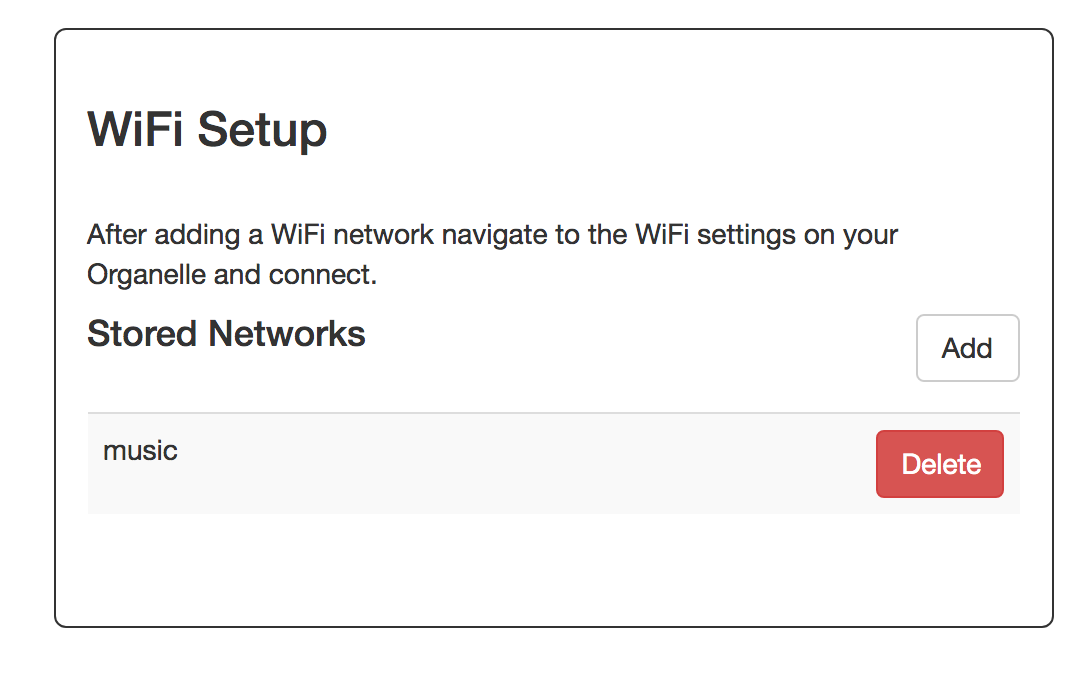 WiFi Setup
After adding a WiFi network navigate to the WiFi settings on your
Organelle and connect.
Stored Networks
Add
music
Delete